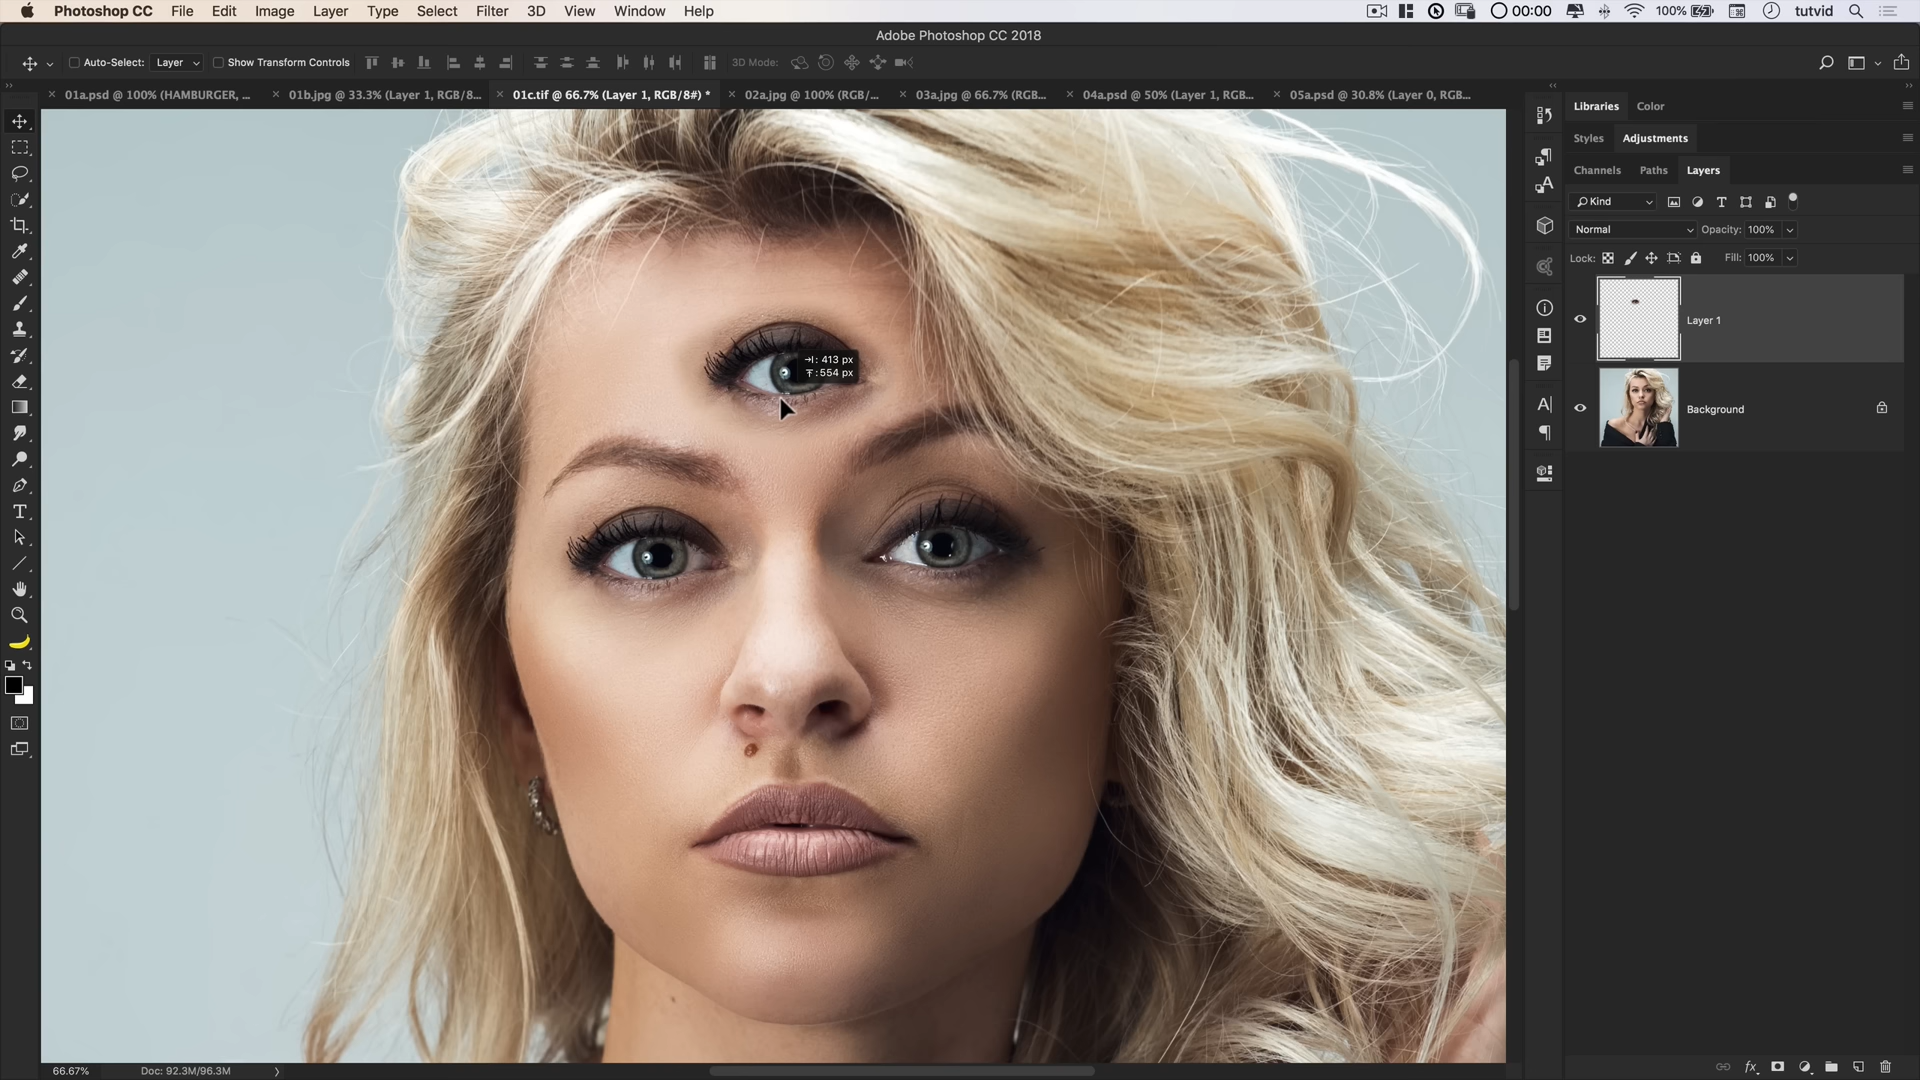 Photoshop CC File Edit Image Layer Type Select Filter 3D View Window Help 00:00 100% tutvid
Adobe Photoshop CC 2018
Auto-Select: Layer Show Transform Controls 3D Mode:
01a.psd @ 100% (HAMBURGER, ... 01b.jpg @ 33.3% (Layer 1, RGB/8... 01c.tif @ 66.7% (Layer 1, RGB/8#) * 02a.jpg @ 100% (RGB/... 03a.jpg @ 66.7% (RGB... 04a.psd @ 50% (Layer 1, RGB... 05a.psd @ 30.8% (Layer 0, RGB...
Libraries Color
Styles Adjustments
Channels Paths Layers
Kind
Normal Opacity: 100%
Lock: Fill: 100%
Layer 1
Background
: 413 px
: 554 px
66.67% Doc: 92.3M/96.3M